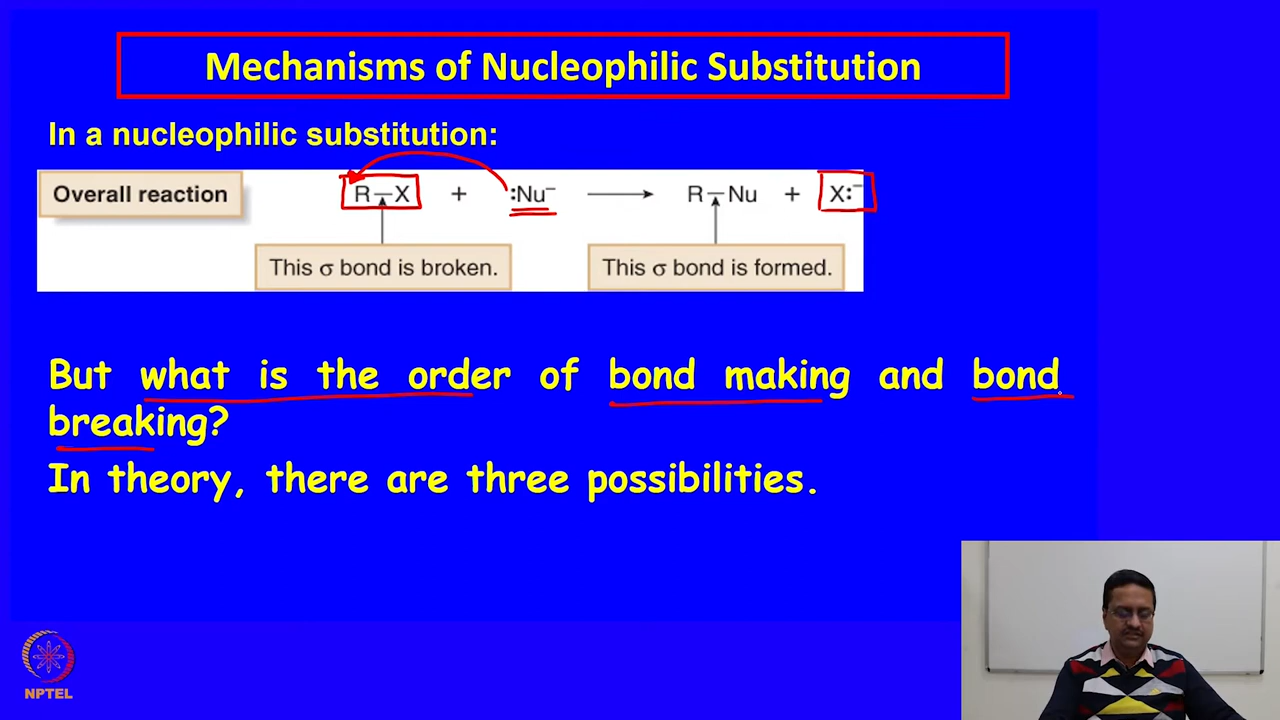 Mechanisms of Nucleophilic Substitution
In a nucleophilic substitution:
Overall reaction R–X + :Nu⁻ ⟶ R–Nu + X:⁻
This σ bond is broken. This σ bond is formed.
But what is the order of bond making and bond
breaking?
In theory, there are three possibilities.
NPTEL